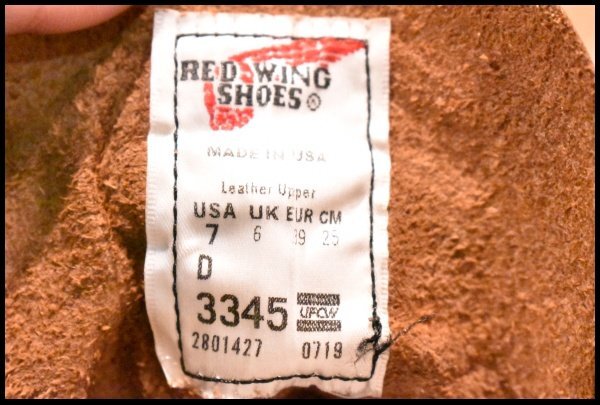 RED WING
SHOES®
MADE IN USA
Leather Upper
USA UK EUR CM
7 6 39 25
D
3345 UFCW
2801427 0719